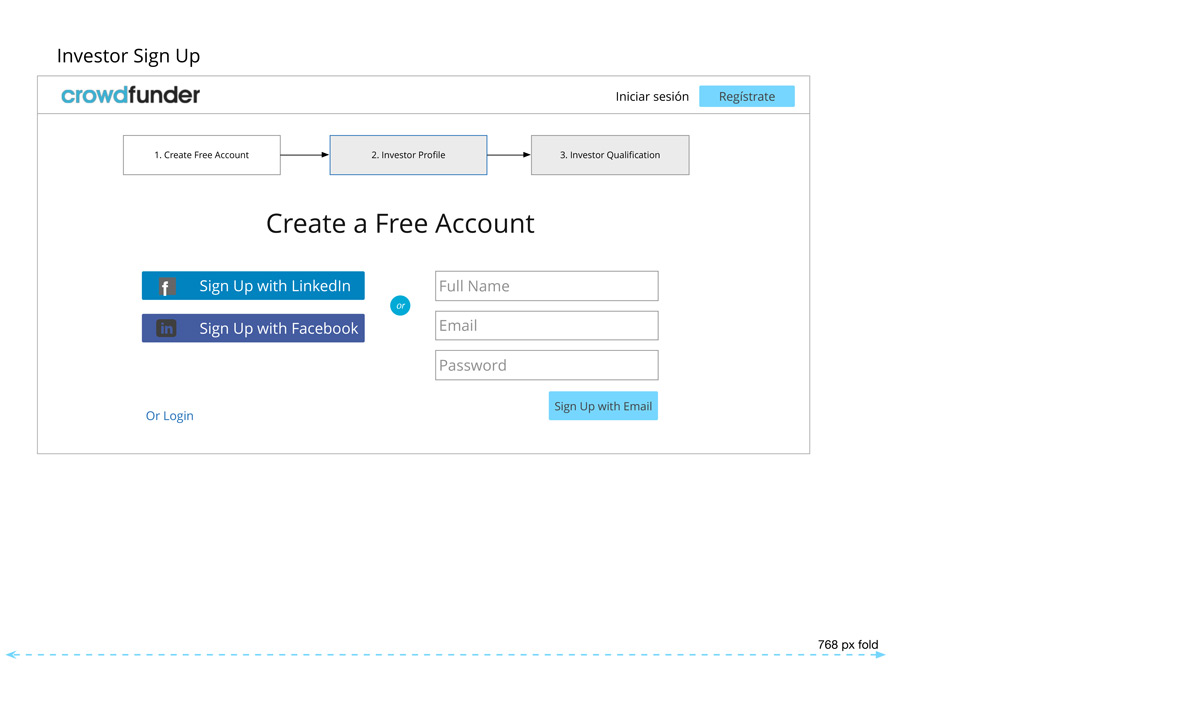 Investor Sign Up
crowdfunder
Iniciar sesión
Regístrate
1. Create Free Account
2. Investor Profile
3. Investor Qualification
Create a Free Account
f Sign Up with LinkedIn
in Sign Up with Facebook
or
Full Name
Email
Password
Sign Up with Email
Or Login
768 px fold